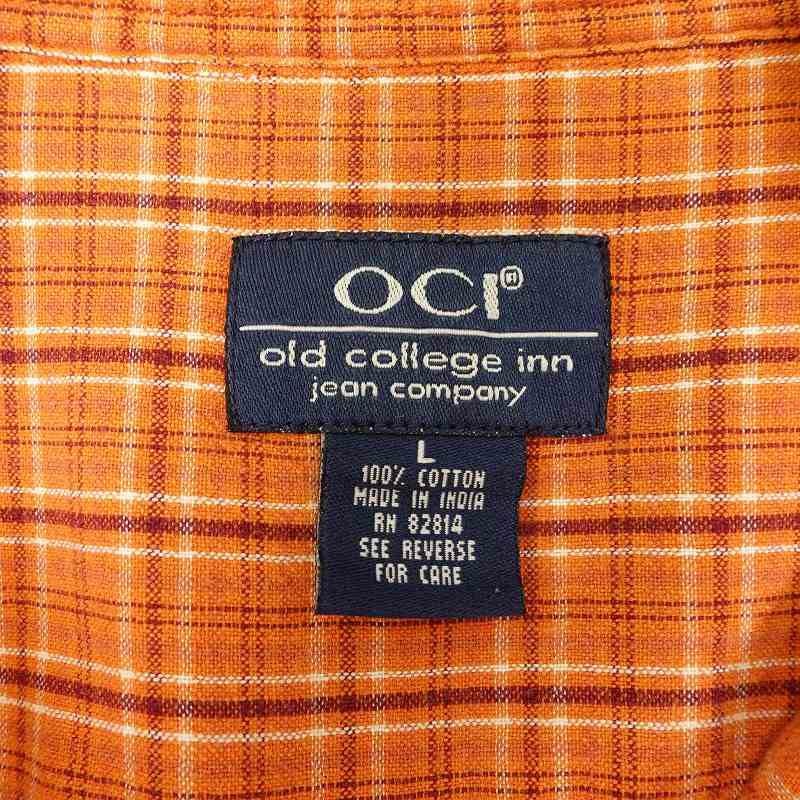 OCI®
old college inn
jean company
L
100% COTTON
MADE IN INDIA
RN 82814
SEE REVERSE
FOR CARE